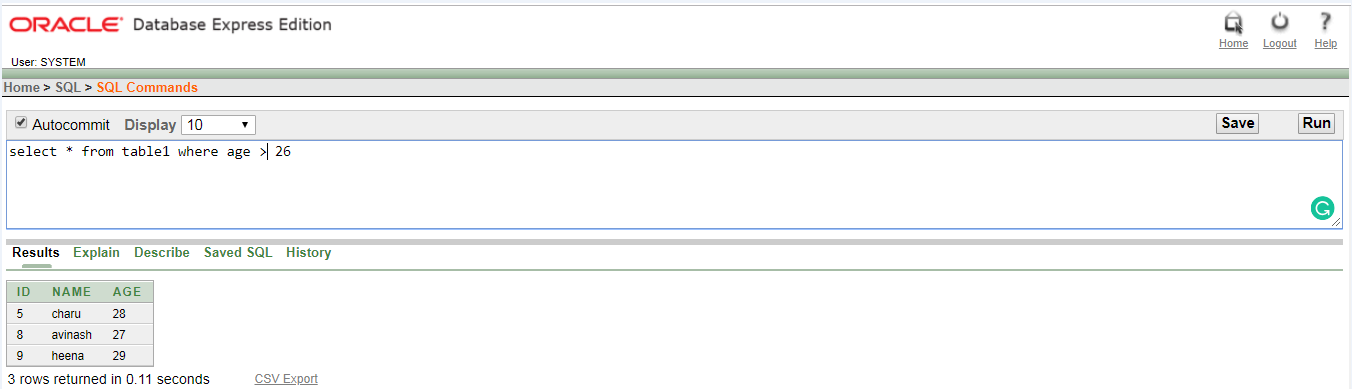 ORACLE Database Express Edition
Home Logout Help
User: SYSTEM
Home > SQL > SQL Commands
Autocommit Display 10 Save Run
select * from table1 where age > 26
Results Explain Describe Saved SQL History
ID NAME AGE
5 charu 28
8 avinash 27
9 heena 29
3 rows returned in 0.11 seconds CSV Export